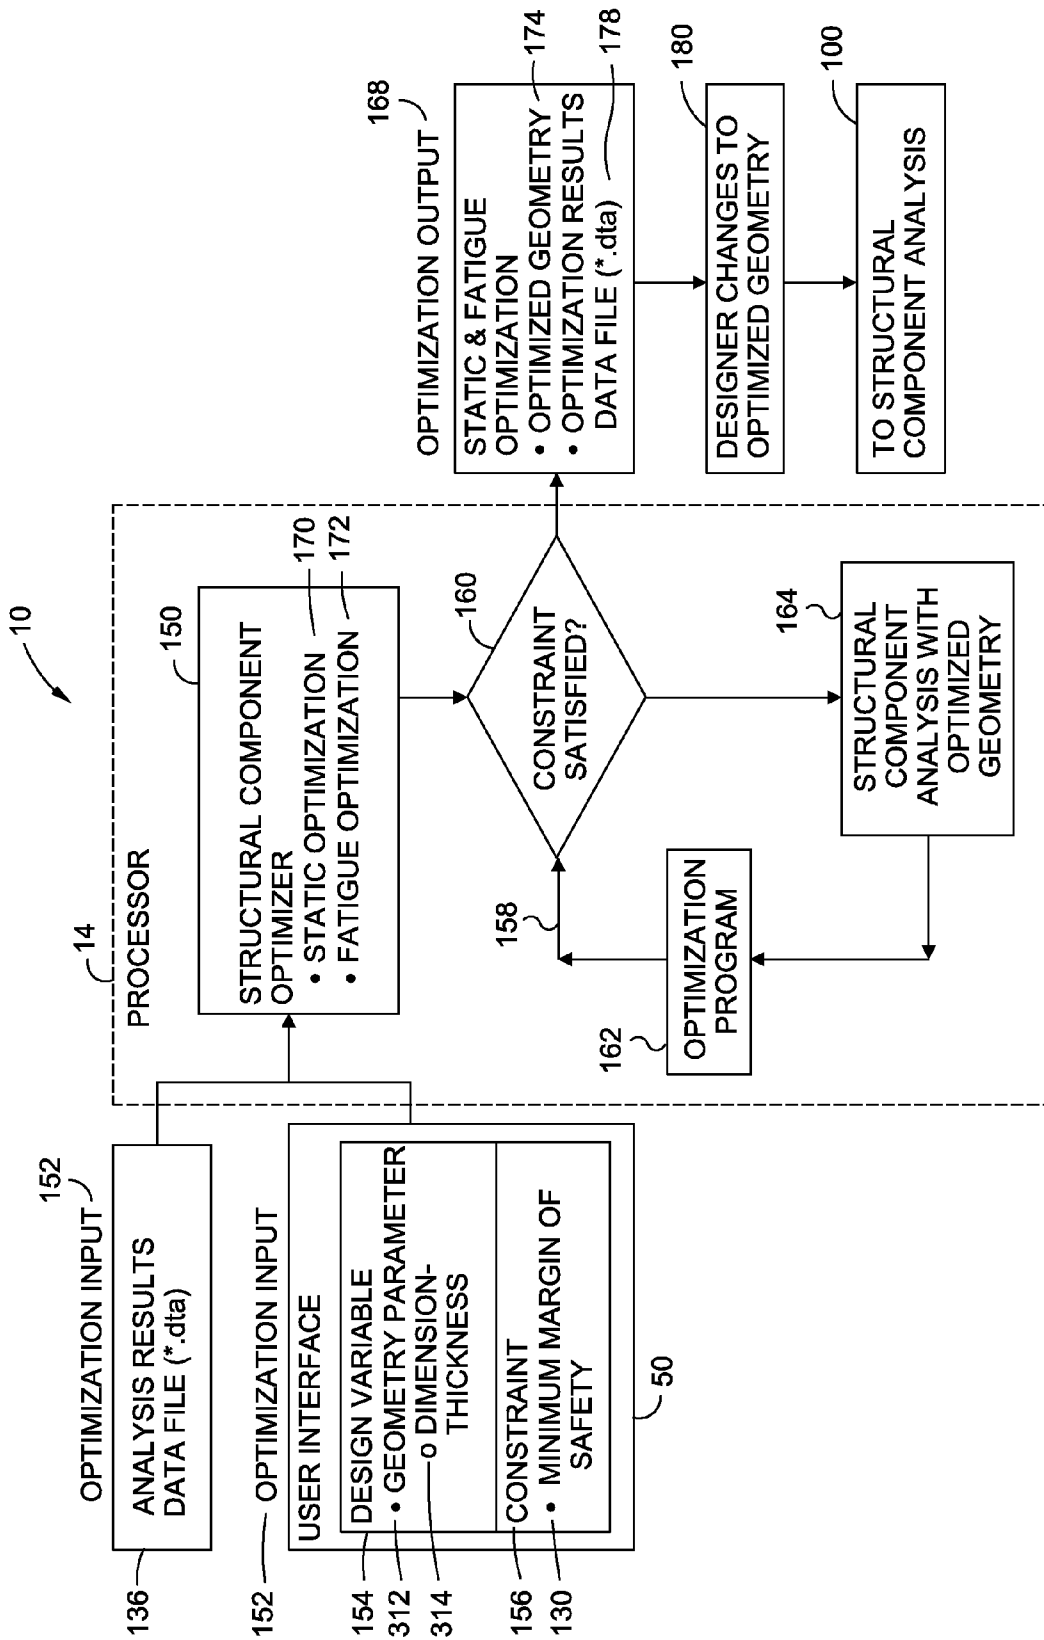 10
14
PROCESSOR
OPTIMIZATION INPUT
152
ANALYSIS RESULTS
DATA FILE (*.dta)
136
152
OPTIMIZATION INPUT
USER INTERFACE
154
DESIGN VARIABLE
312
• GEOMETRY PARAMETER
314
o DIMENSION-
THICKNESS
156
CONSTRAINT
130
• MINIMUM MARGIN OF
SAFETY
50
150
STRUCTURAL COMPONENT
OPTIMIZER
• STATIC OPTIMIZATION
170
• FATIGUE OPTIMIZATION
172
160
CONSTRAINT
SATISFIED?
158
162
OPTIMIZATION
PROGRAM
164
STRUCTURAL
COMPONENT
ANALYSIS WITH
OPTIMIZED
GEOMETRY
OPTIMIZATION OUTPUT
168
STATIC & FATIGUE
OPTIMIZATION
• OPTIMIZED GEOMETRY
174
• OPTIMIZATION RESULTS
DATA FILE (*.dta)
178
180
DESIGNER CHANGES TO
OPTIMIZED GEOMETRY
100
TO STRUCTURAL
COMPONENT ANALYSIS